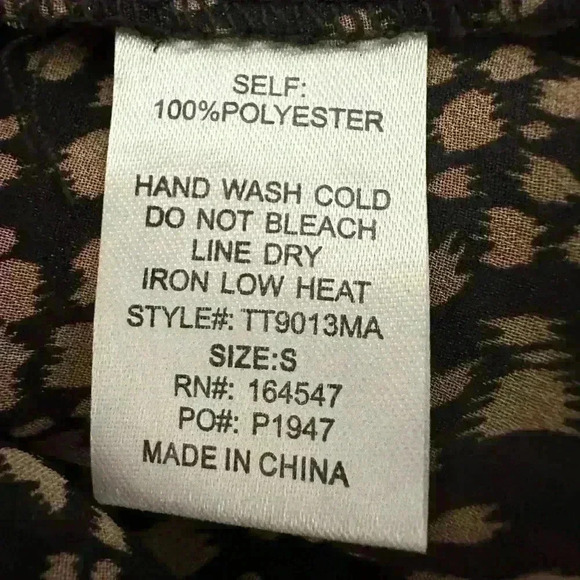 SELF:
100%POLYESTER
HAND WASH COLD
DO NOT BLEACH
LINE DRY
IRON LOW HEAT
STYLE#: TT9013MA
SIZE:S
RN#: 164547
PO#: P1947
MADE IN CHINA